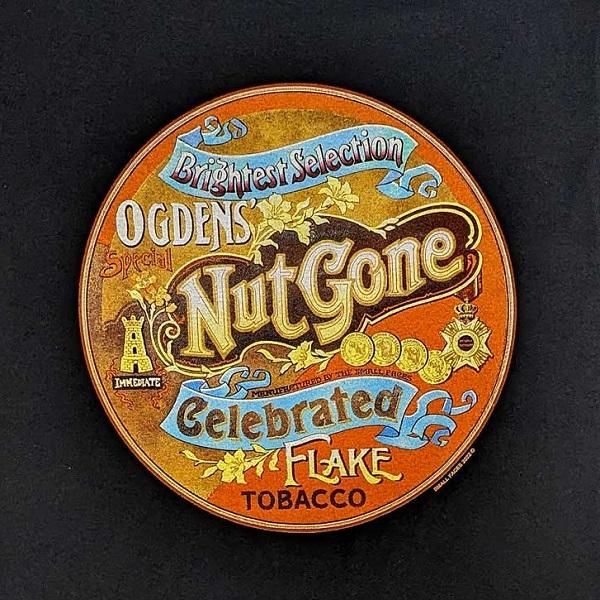 Brightest Selection
OGDENS'
Special
Nut Gone
IMMEDIATE
MANUFACTURED BY THE SMALL FACES
Celebrated
FLAKE
TOBACCO